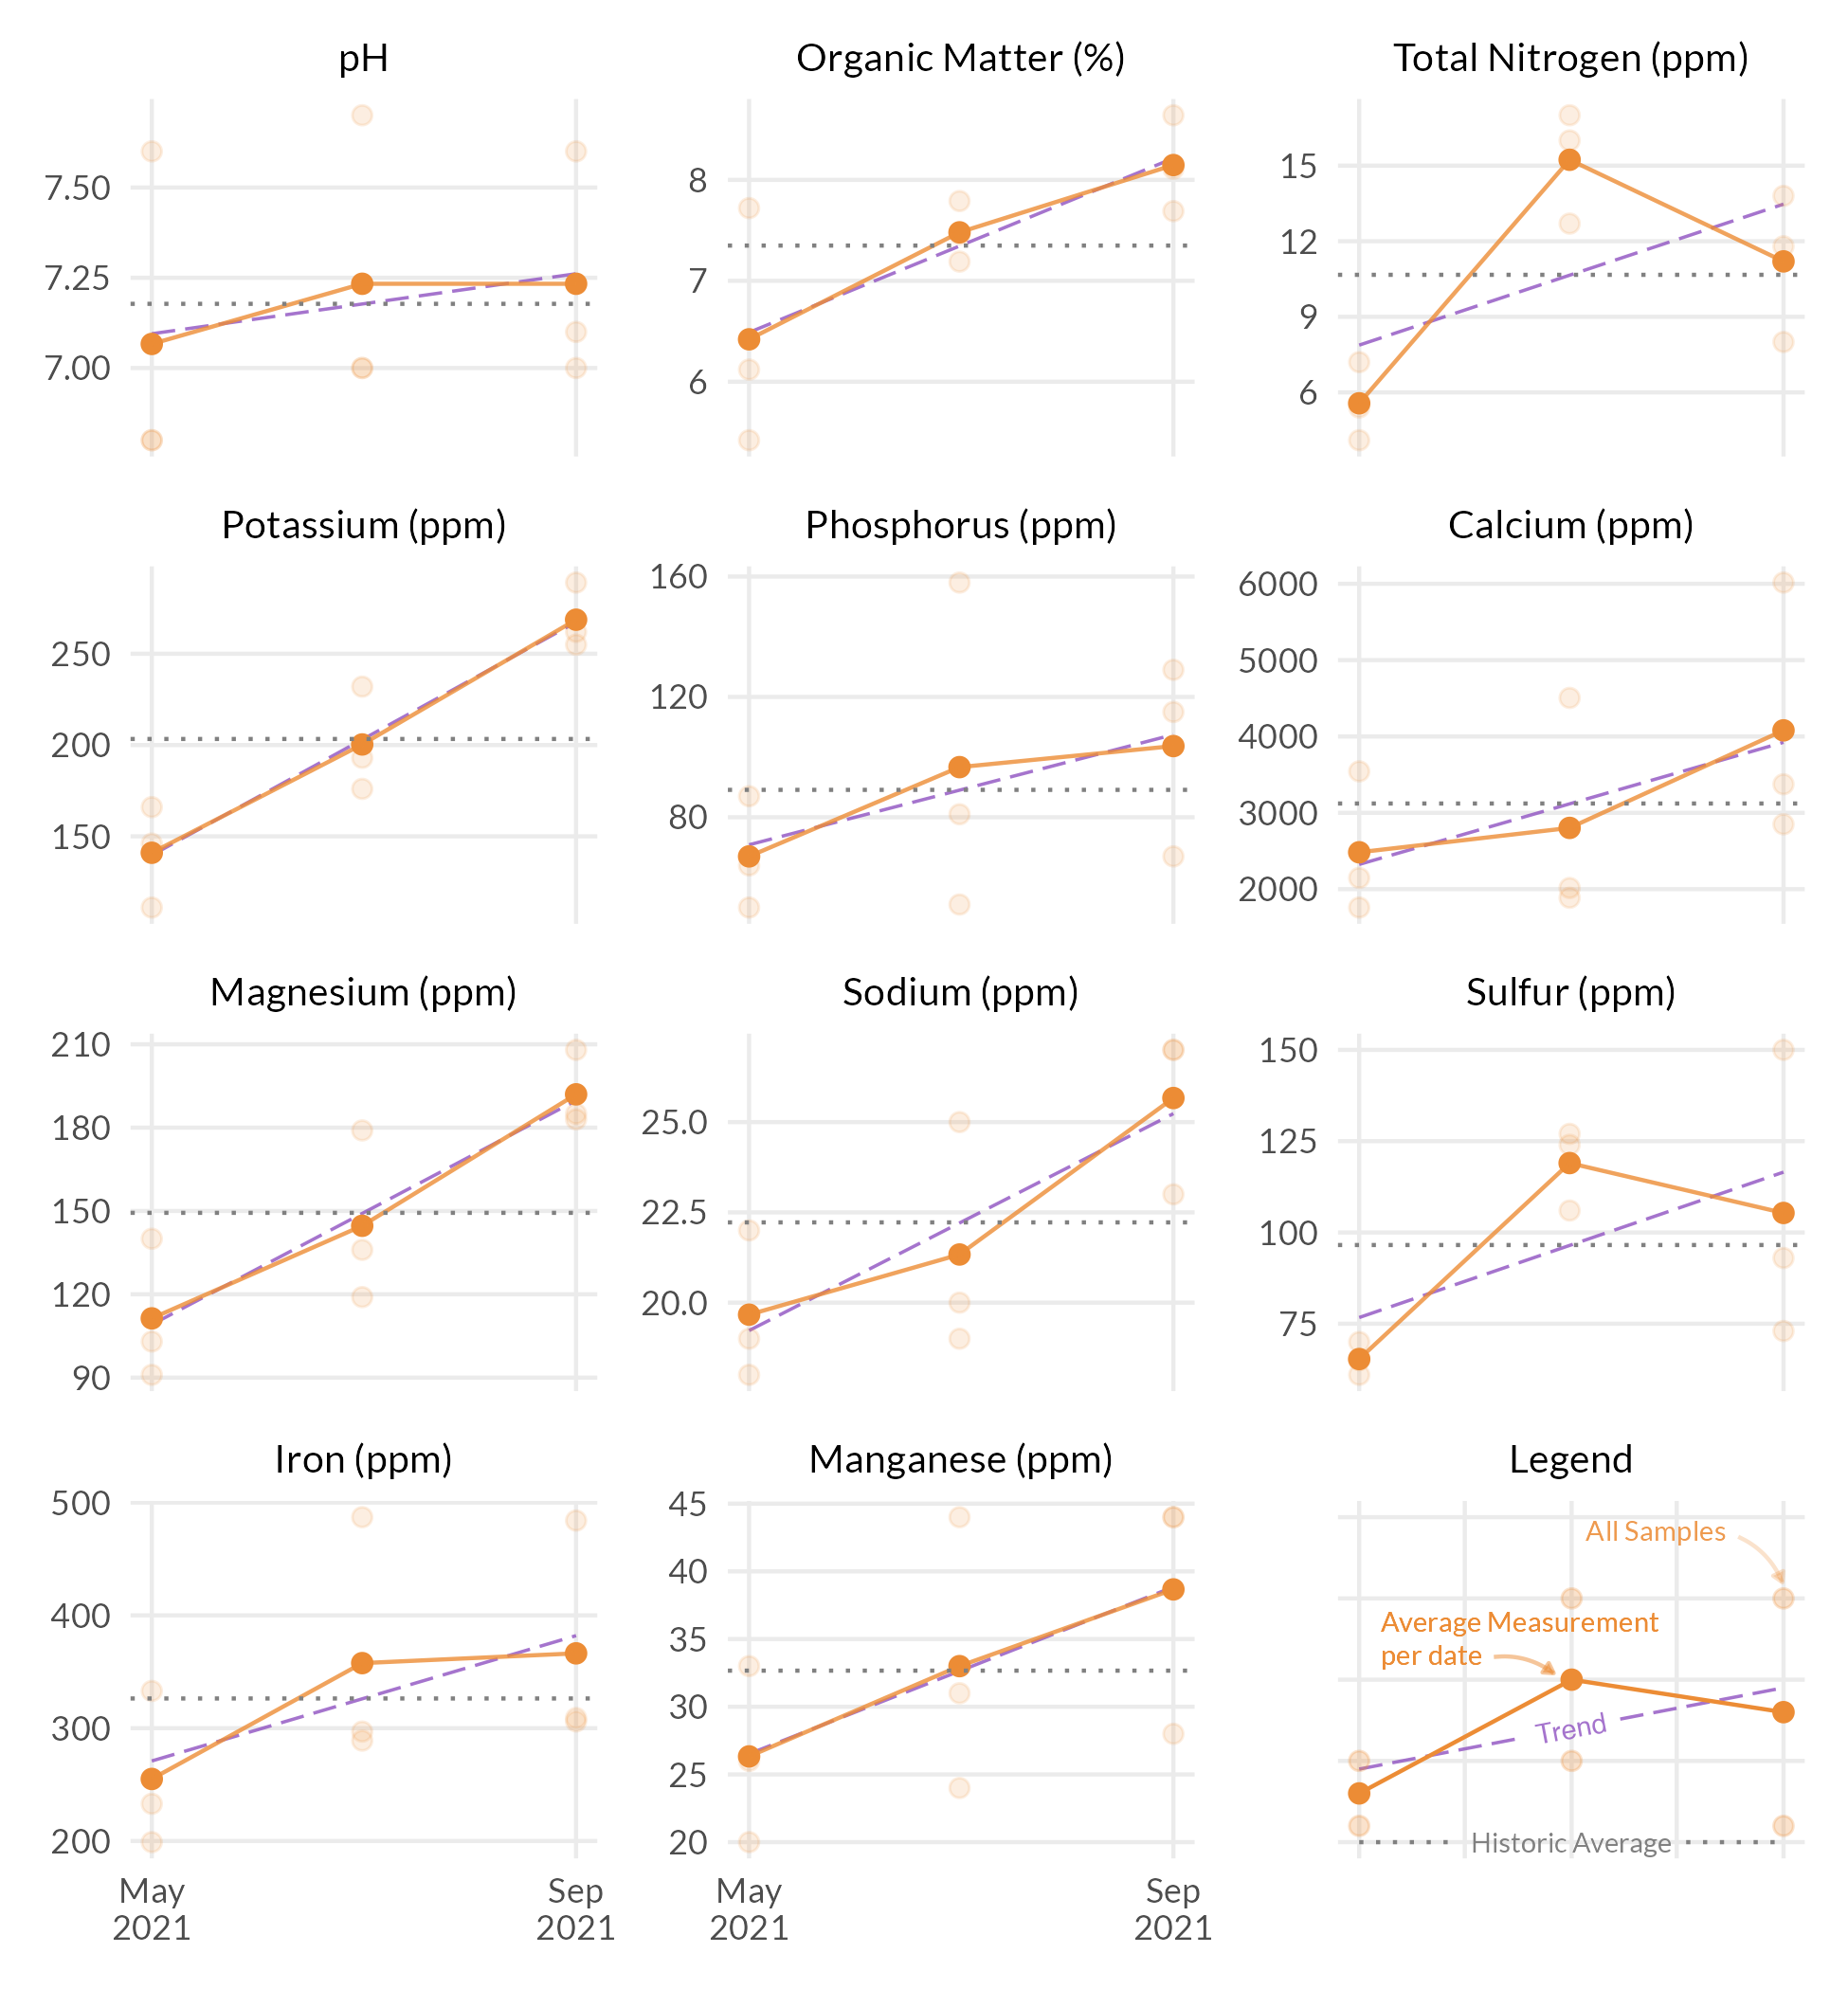 pH
Organic Matter (%)
Total Nitrogen (ppm)
7.50
7.25
7.00
8
7
6
15
12
9
6
Potassium (ppm)
Phosphorus (ppm)
Calcium (ppm)
250
200
150
160
120
80
6000
5000
4000
3000
2000
Magnesium (ppm)
Sodium (ppm)
Sulfur (ppm)
210
180
150
120
90
25.0
22.5
20.0
150
125
100
75
Iron (ppm)
Manganese (ppm)
Legend
500
400
300
200
45
40
35
30
25
20
All Samples
Average Measurement
per date
Trend
Historic Average
May
2021
Sep
2021
May
2021
Sep
2021